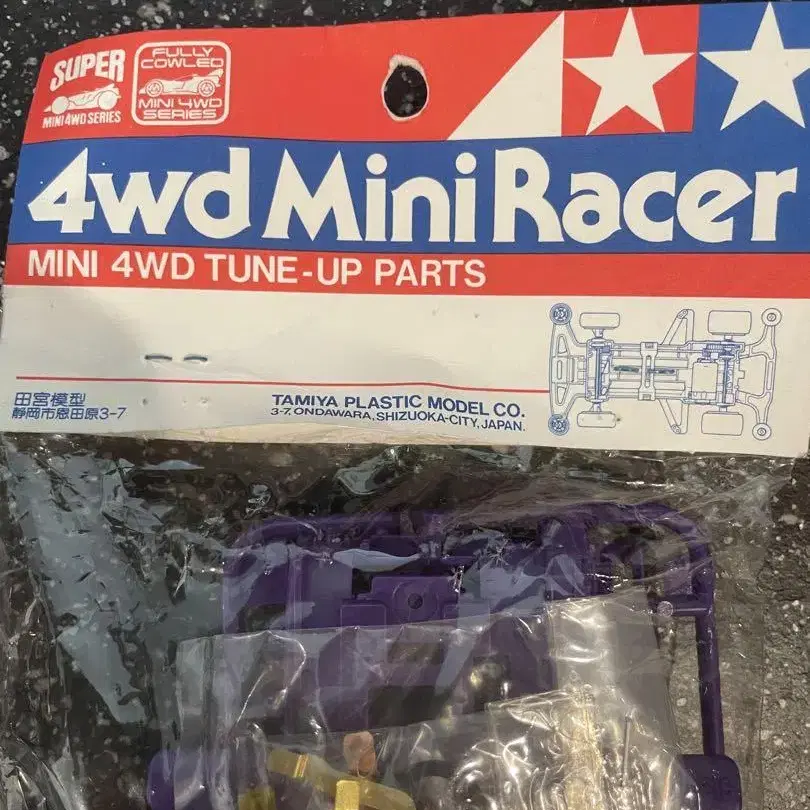 SUPER
MINI 4WD SERIES
FULLY
COWLED
MINI 4WD
SERIES
4wd Mini Racer
MINI 4WD TUNE-UP PARTS
田宮模型
静岡市恩田原3-7
TAMIYA PLASTIC MODEL CO.
3-7, ONDAWARA, SHIZUOKA-CITY, JAPAN.